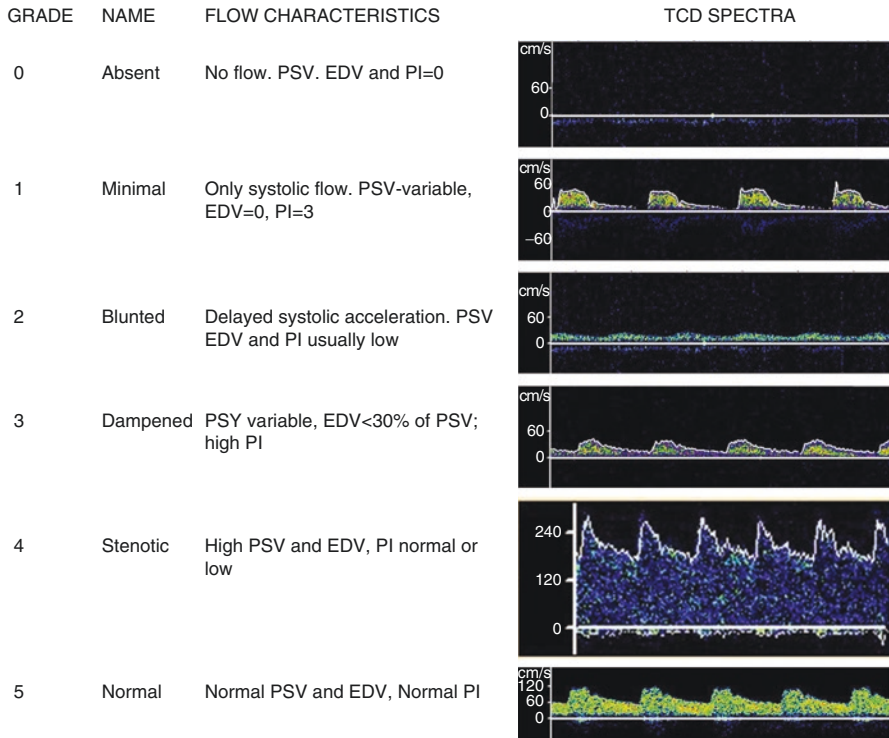 GRADE NAME FLOW CHARACTERISTICS TCD SPECTRA
0 Absent No flow. PSV. EDV and PI=0
cm/s
60
0
1 Minimal Only systolic flow. PSV-variable,
EDV=0, PI=3
cm/s
60
0
–60
2 Blunted Delayed systolic acceleration. PSV
EDV and PI usually low
cm/s
60
0
3 Dampened PSY variable, EDV<30% of PSV;
high PI
cm/s
60
0
4 Stenotic High PSV and EDV, PI normal or
low
240
120
0
5 Normal Normal PSV and EDV, Normal PI
cm/s
120
60
0